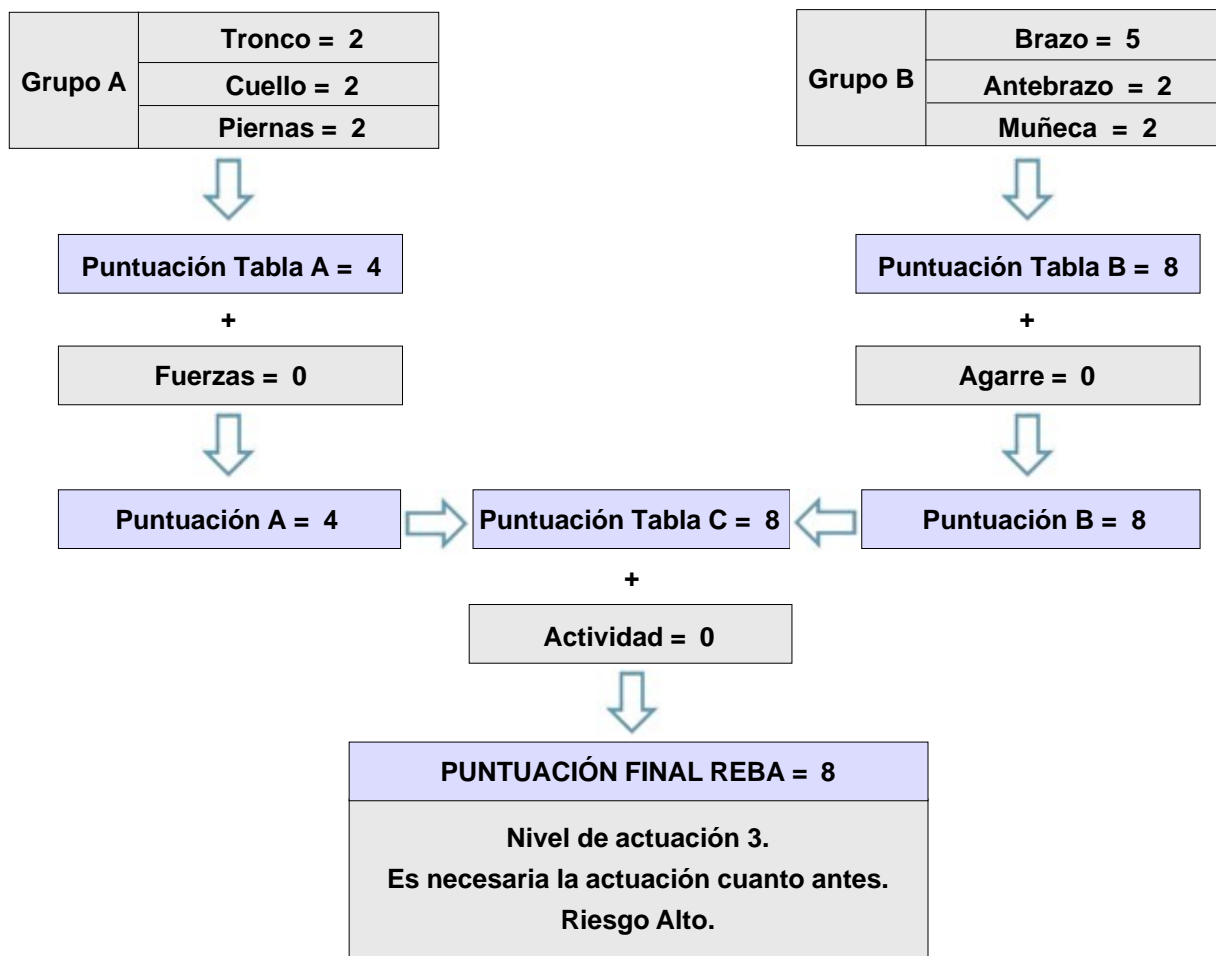 Grupo A
Tronco = 2
Cuello = 2
Piernas = 2
Grupo B
Brazo = 5
Antebrazo = 2
Muñeca = 2
Puntuación Tabla A = 4
Puntuación Tabla B = 8
+
+
Fuerzas = 0
Agarre = 0
Puntuación A = 4
Puntuación Tabla C = 8
Puntuación B = 8
+
Actividad = 0
PUNTUACIÓN FINAL REBA = 8
Nivel de actuación 3.
Es necesaria la actuación cuanto antes.
Riesgo Alto.